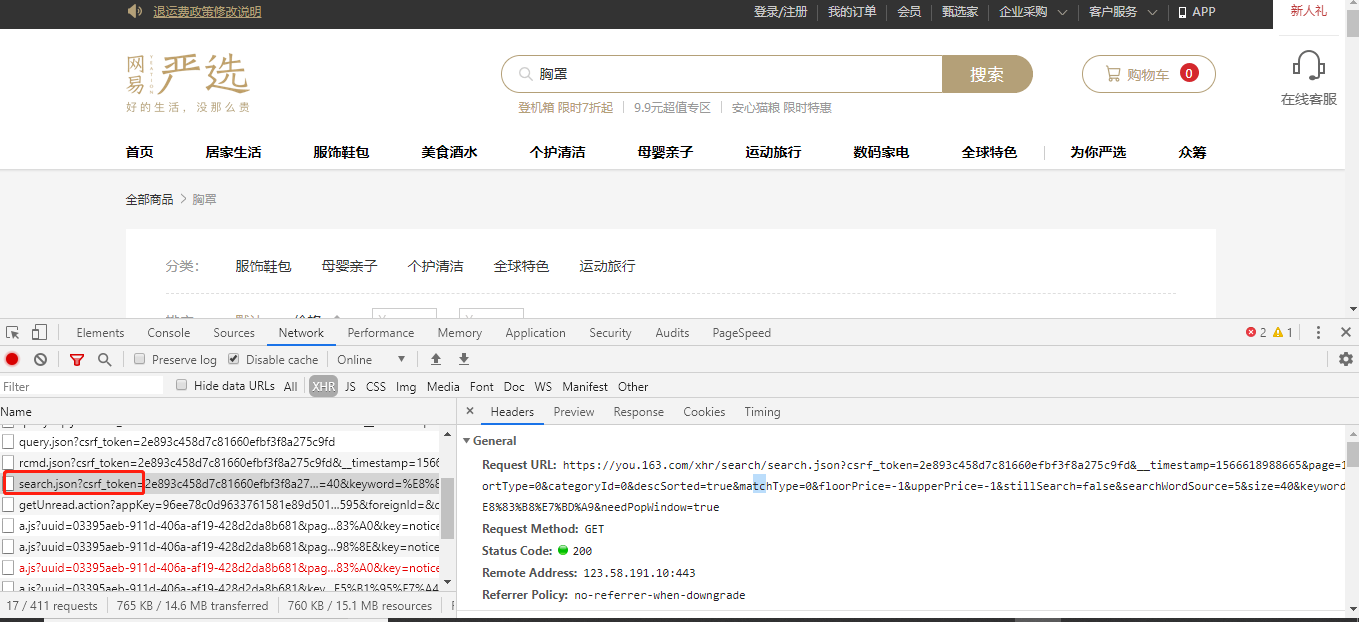 退运费政策修改说明
登录/注册 我的订单 会员 甄选家 企业采购 客户服务 APP
新人礼
网易 严选
好的生活，没那么贵
胸罩 搜索
购物车 0
在线客服
登机箱 限时7折起 9.9元超值专区 安心猫粮 限时特惠
首页 居家生活 服饰鞋包 美食酒水 个护清洁 母婴亲子 运动旅行 数码家电 全球特色 为你严选 众筹
全部商品 > 胸罩
分类： 服饰鞋包 母婴亲子 个护清洁 全球特色 运动旅行
Elements Console Sources Network Performance Memory Application Security Audits PageSpeed 2 1
Preserve log Disable cache Online
Filter Hide data URLs All XHR JS CSS Img Media Font Doc WS Manifest Other
Name
query.json?csrf_token=2e893c458d7c81660efbf3f8a275c9fd
rcmd.json?csrf_token=2e893c458d7c81660efbf3f8a275c9fd&__timestamp=1566
search.json?csrf_token=2e893c458d7c81660efbf3f8a27…=40&keyword=%E8%8
getUnread.action?appKey=96ee78c0d9633761581e89d501…595&foreignId=&c
a.js?uuid=03395aeb-911d-406a-af19-428d2da8b681&pag…83%A0&key=notice
a.js?uuid=03395aeb-911d-406a-af19-428d2da8b681&pag…98%8E&key=notice
a.js?uuid=03395aeb-911d-406a-af19-428d2da8b681&pag…83%A0&key=notice
a.js?uuid=03395aeb-911d-406a-af19-428d2da8b681&key…E5%B1%95%E7%A4
17 / 411 requests 765 KB / 14.6 MB transferred 760 KB / 15.1 MB resources
Headers Preview Response Cookies Timing
General
Request URL: https://you.163.com/xhr/search/search.json?csrf_token=2e893c458d7c81660efbf3f8a275c9fd&__timestamp=1566618988665&page=1
ortType=0&categoryId=0&descSorted=true&matchType=0&floorPrice=-1&upperPrice=-1&stillSearch=false&searchWordSource=5&size=40&keyword
E8%83%B8%E7%BD%A9&needPopWindow=true
Request Method: GET
Status Code: 200
Remote Address: 123.58.191.10:443
Referrer Policy: no-referrer-when-downgrade